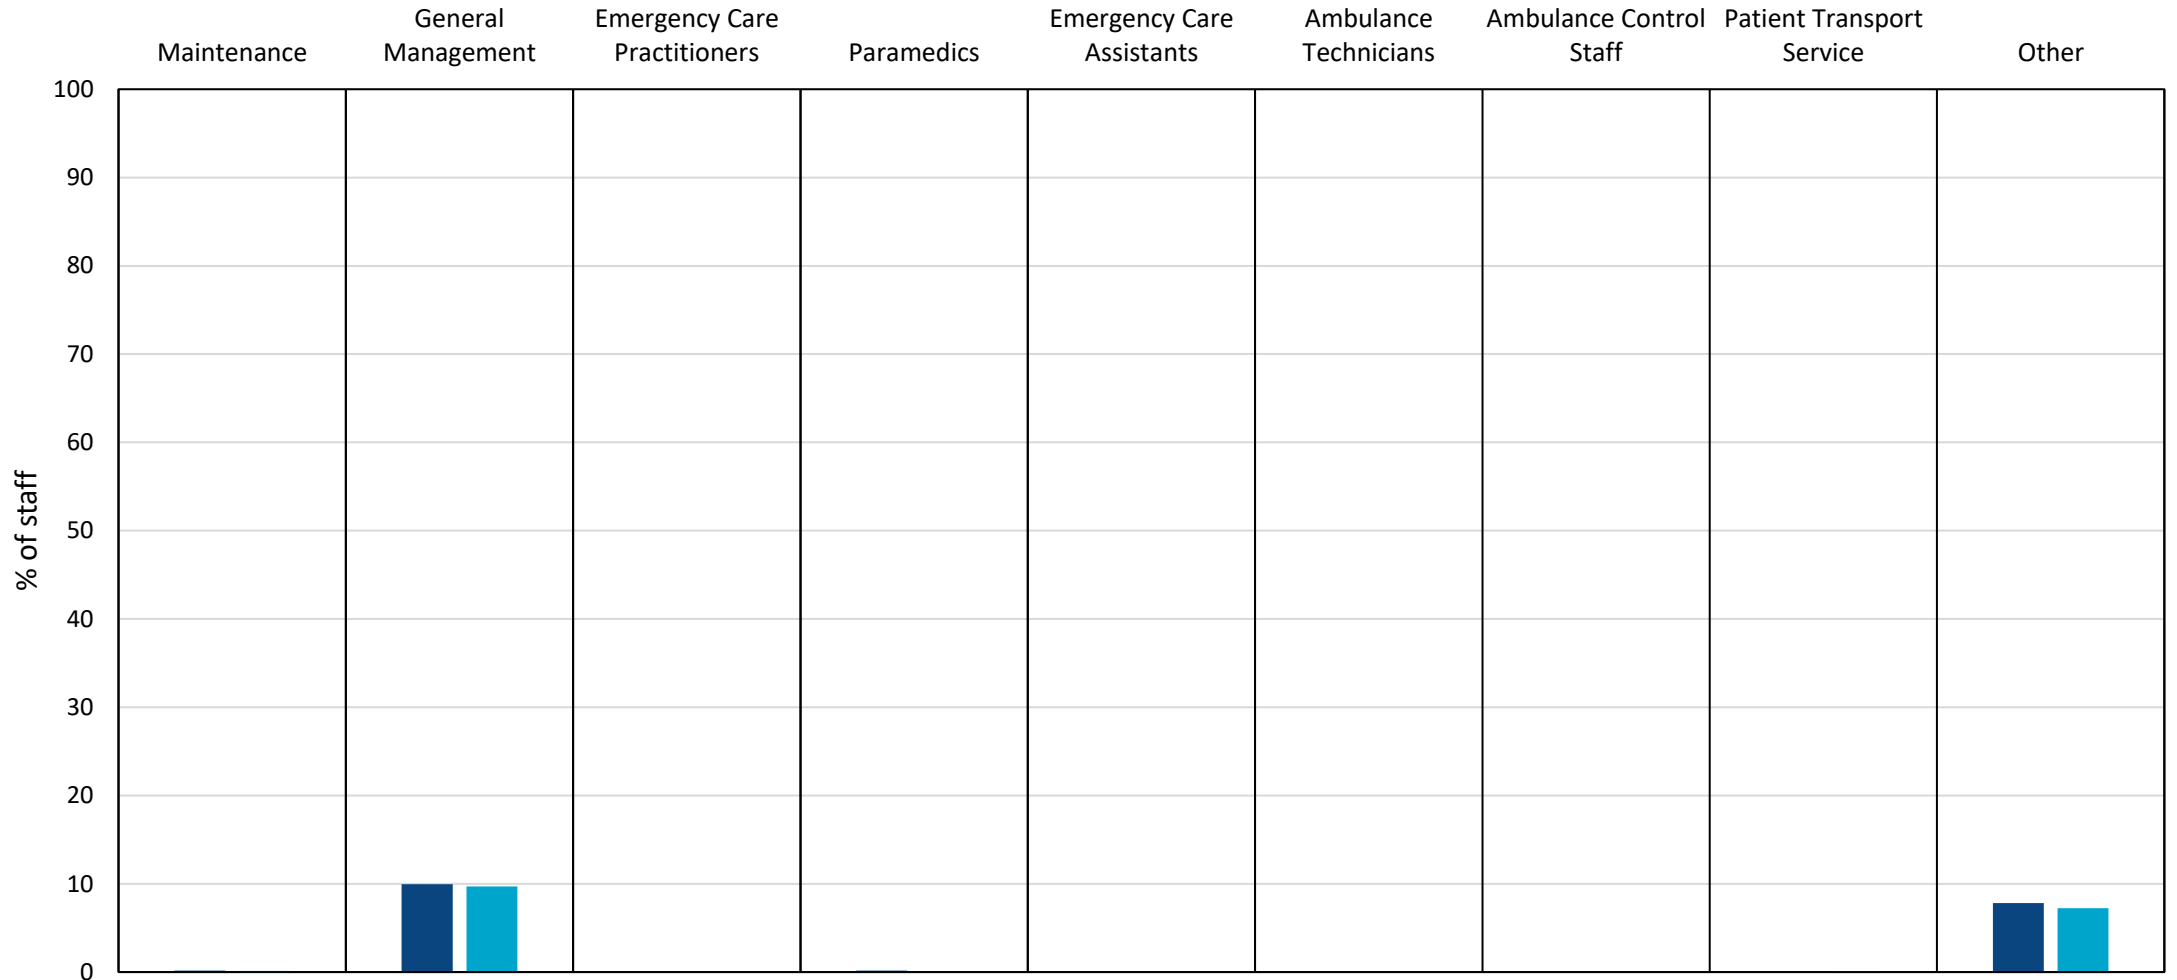 Maintenance
General
Management
Emergency Care
Practitioners
Paramedics
Emergency Care
Assistants
Ambulance
Technicians
Ambulance Control
Staff
Patient Transport
Service
Other
% of staff
100
90
80
70
60
50
40
30
20
10
0